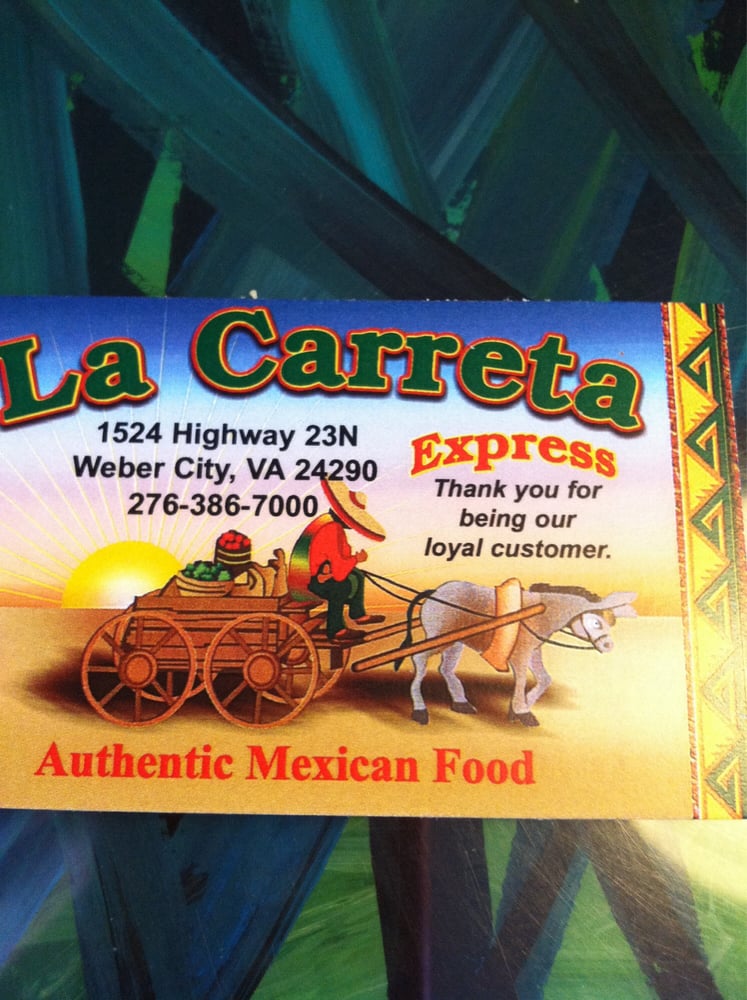 La Carreta
1524 Highway 23N
Weber City, VA 24290
276-386-7000
Express
Thank you for
being our
loyal customer.
Authentic Mexican Food